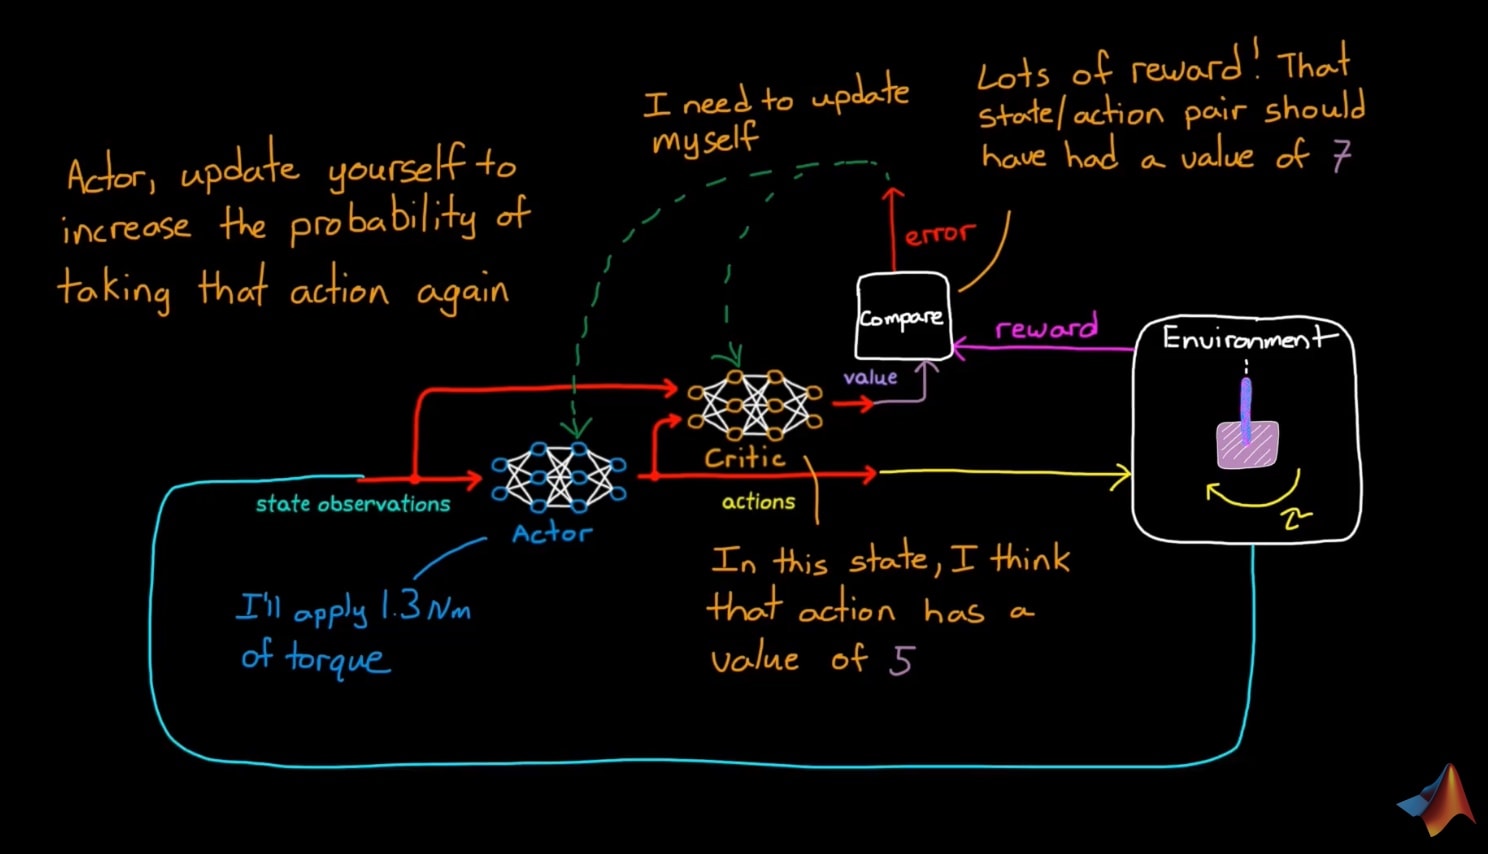 Lots of reward! That
state/action pair should
have had a value of 7
I need to update
myself
Actor, update yourself to
increase the probability of
taking that action again
error
Compare
reward
Environment
value
Critic
state observations
actions
Actor
In this state, I think
that action has a
value of 5
I'll apply 1.3 Nm
of torque
τ